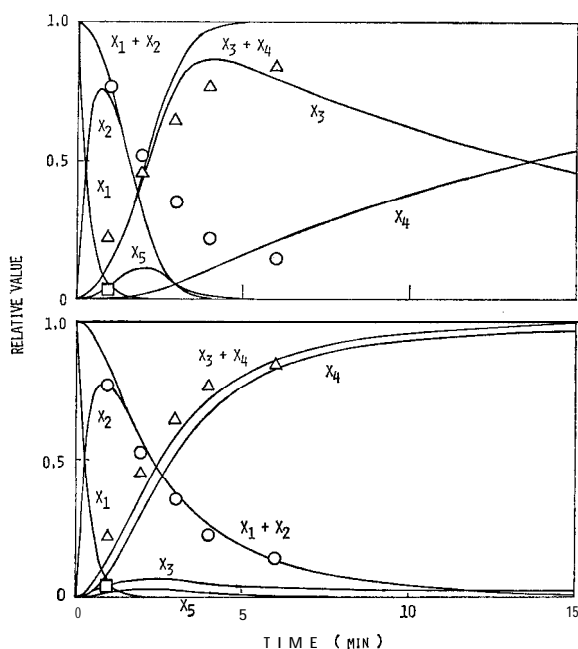 1.0
X1 + X2
X3 + X4
X2
X3
0.5
X1
X4
X5
0
RELATIVE VALUE
1.0
X3 + X4
X4
X2
0.5
X1
X1 + X2
X3
0
X5
0 5 10 15
TIME ( MIN )